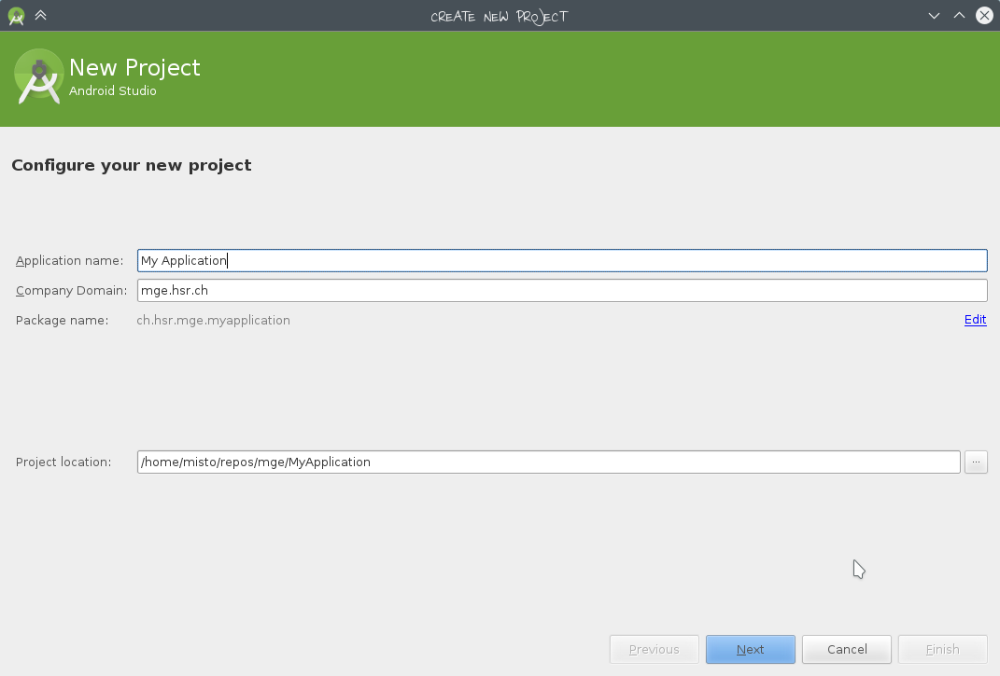 CREATE NEW PROJECT
New Project
Android Studio
Configure your new project
Application name: My Application
Company Domain: mge.hsr.ch
Package name: ch.hsr.mge.myapplication Edit
Project location: /home/misto/repos/mge/MyApplication ...
Previous Next Cancel Finish